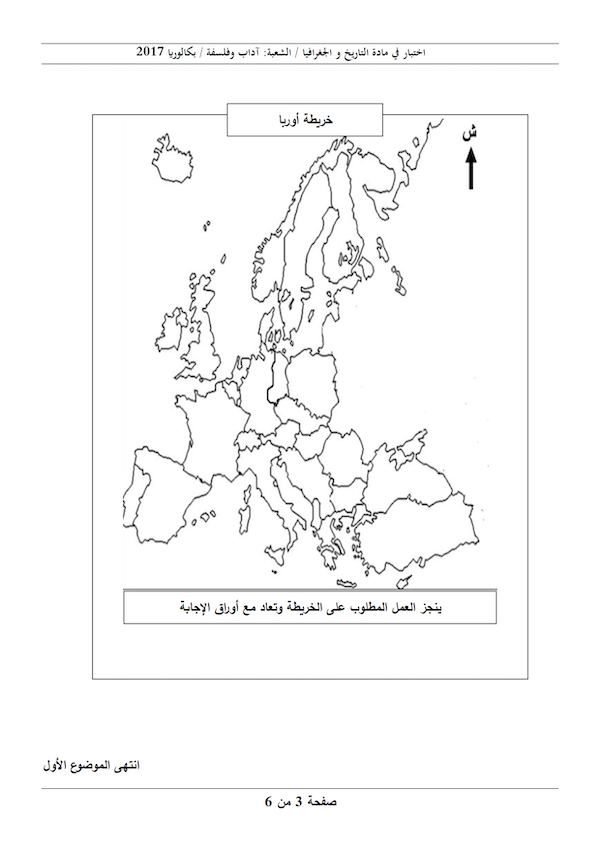 اختبار في مادة التاريخ و الجغرافيا / الشعبة: آداب وفلسفة / بكالوريا 2017
خريطة أوربا
ش
ينجز العمل المطلوب على الخريطة وتعاد مع أوراق الإجابة
انتهى الموضوع الأول
صفحة 3 من 6